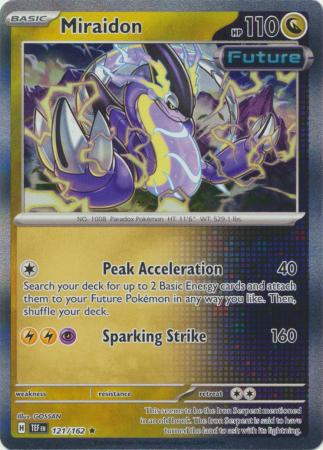 BASIC
Miraidon
HP 110
Future
NO. 1008 Paradox Pokémon HT: 11'6" WT: 529.1 lbs.
Peak Acceleration 40
Search your deck for up to 2 Basic Energy cards and attach
them to your Future Pokémon in any way you like. Then,
shuffle your deck.
Sparking Strike 160
weakness resistance retreat
Illus. GOSSAN
H TEF EN 121/162 ★
This seems to be the Iron Serpent mentioned
in an old book. The Iron Serpent is said to have
turned the land to ash with its lightning.